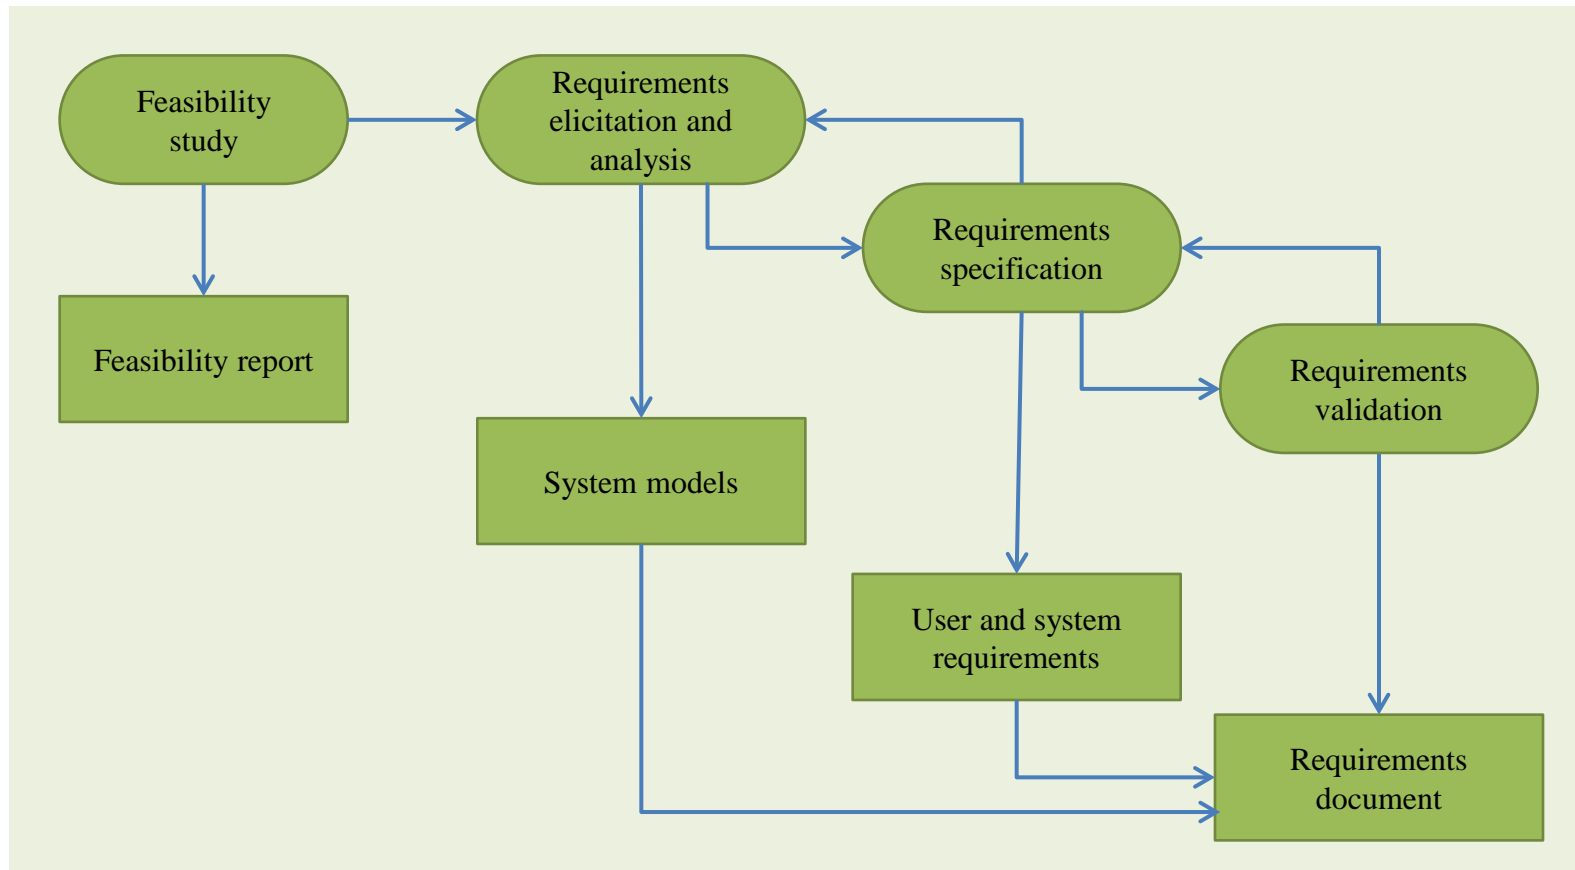 Feasibility
study
Requirements
elicitation and
analysis
Requirements
specification
Feasibility report
Requirements
validation
System models
User and system
requirements
Requirements
document